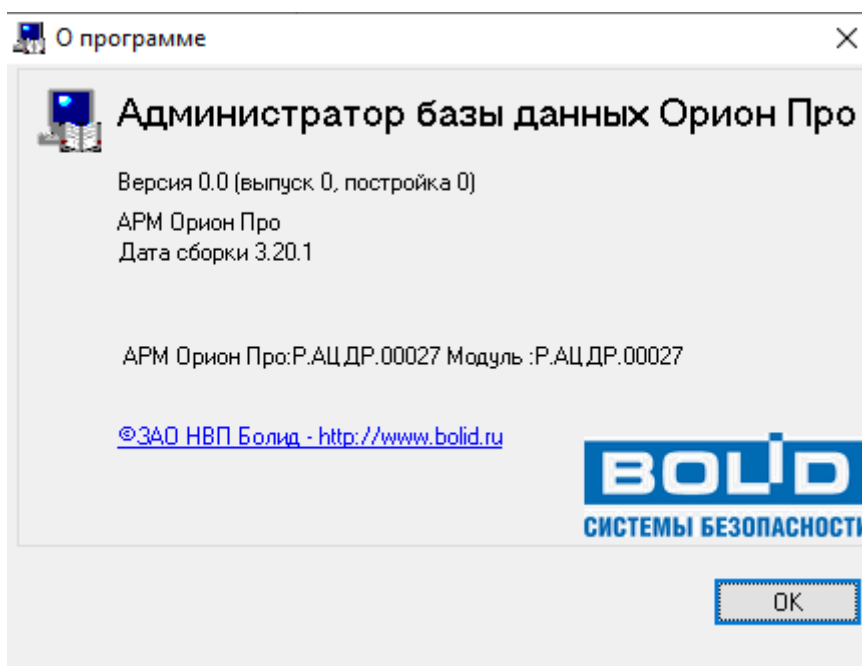 О программе
Администратор базы данных Орион Про
Версия 0.0 (выпуск 0, постройка 0)
АРМ Орион Про
Дата сборки 3.20.1
АРМ Орион Про:Р.АЦДР.00027 Модуль :Р.АЦДР.00027
©ЗАО НВП Болид - http://www.bolid.ru
BOLID
СИСТЕМЫ БЕЗОПАСНОСТИ
OK